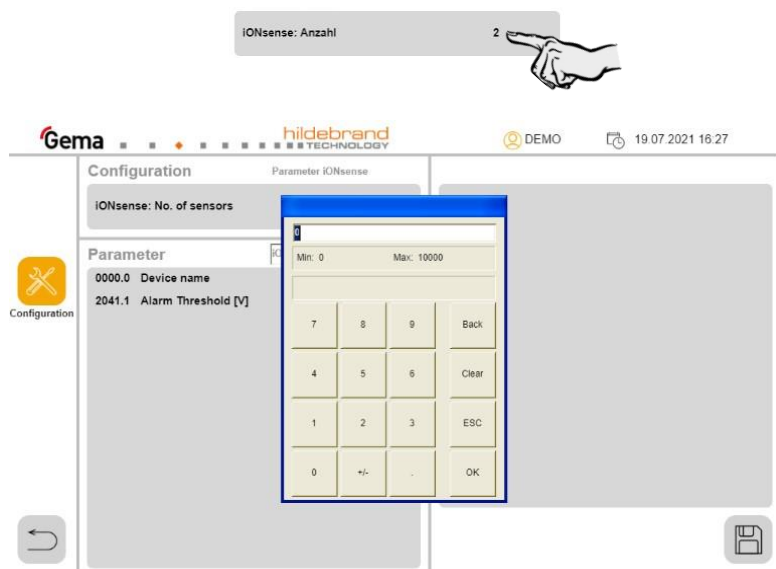 iONsense: Anzahl 2
Gema hildebrand TECHNOLOGY DEMO 19.07.2021 16:27
Configuration Parameter iONsense
iONsense: No. of sensors
0
Min: 0 Max: 10000
Parameter
0000.0 Device name
2041.1 Alarm Threshold [V]
Configuration
7 8 9 Back
4 5 6 Clear
1 2 3 ESC
0 +/- . OK